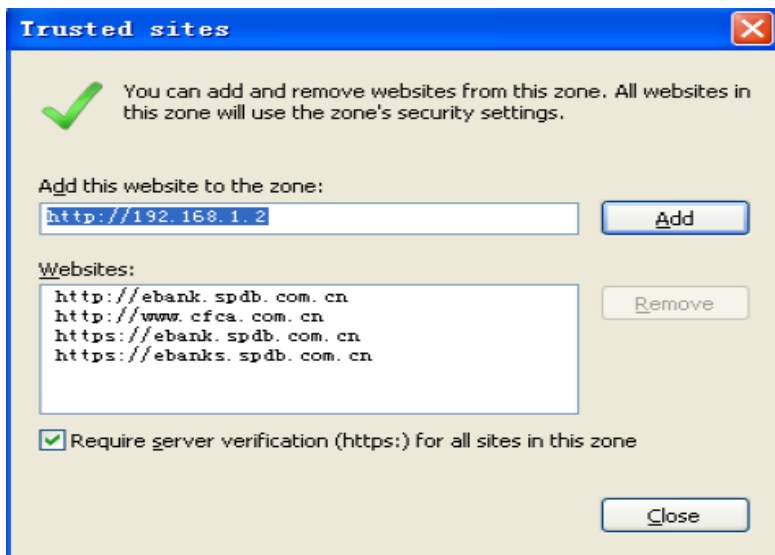 Trusted sites
You can add and remove websites from this zone. All websites in
this zone will use the zone's security settings.
Add this website to the zone:
http://192.168.1.2
Add
Websites:
http://ebank.spdb.com.cn
http://www.cfca.com.cn
https://ebank.spdb.com.cn
https://ebanks.spdb.com.cn
Remove
Require server verification (https:) for all sites in this zone
Close